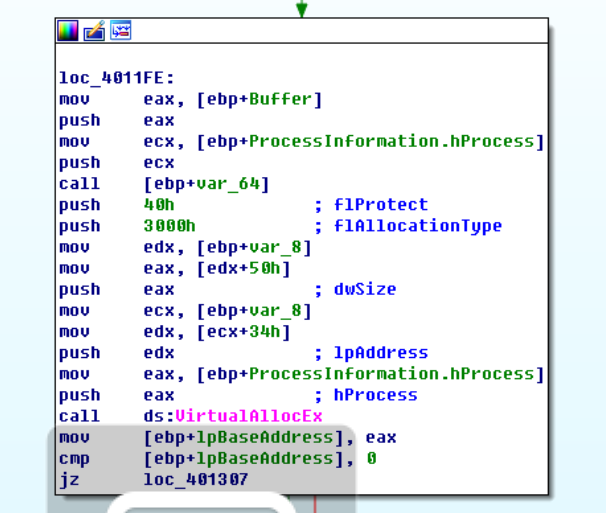 loc_4011FE:
mov eax, [ebp+Buffer]
push eax
mov ecx, [ebp+ProcessInformation.hProcess]
push ecx
call [ebp+var_64]
push 40h ; flProtect
push 3000h ; flAllocationType
mov edx, [ebp+var_8]
mov eax, [edx+50h]
push eax ; dwSize
mov ecx, [ebp+var_8]
mov edx, [ecx+34h]
push edx ; lpAddress
mov eax, [ebp+ProcessInformation.hProcess]
push eax ; hProcess
call ds:VirtualAllocEx
mov [ebp+lpBaseAddress], eax
cmp [ebp+lpBaseAddress], 0
jz loc_401307